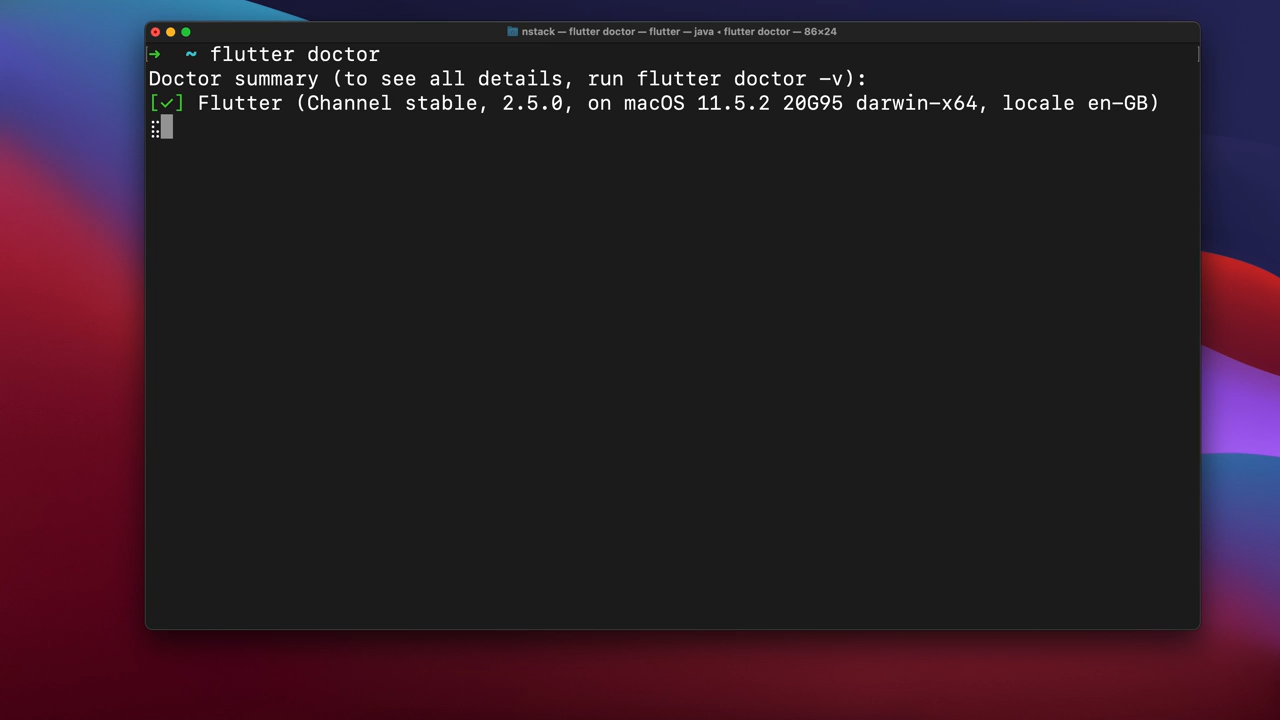 nstack — flutter doctor — flutter — java • flutter doctor — 86×24
➜ ~ flutter doctor
Doctor summary (to see all details, run flutter doctor -v):
[✓] Flutter (Channel stable, 2.5.0, on macOS 11.5.2 20G95 darwin-x64, locale en-GB)